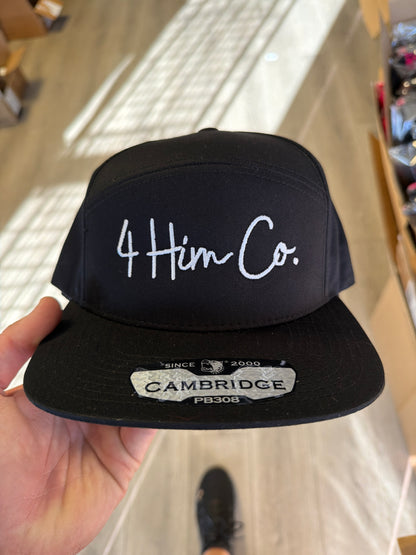 4 Him Co.
SINCE 2000
CAMBRIDGE
PB308